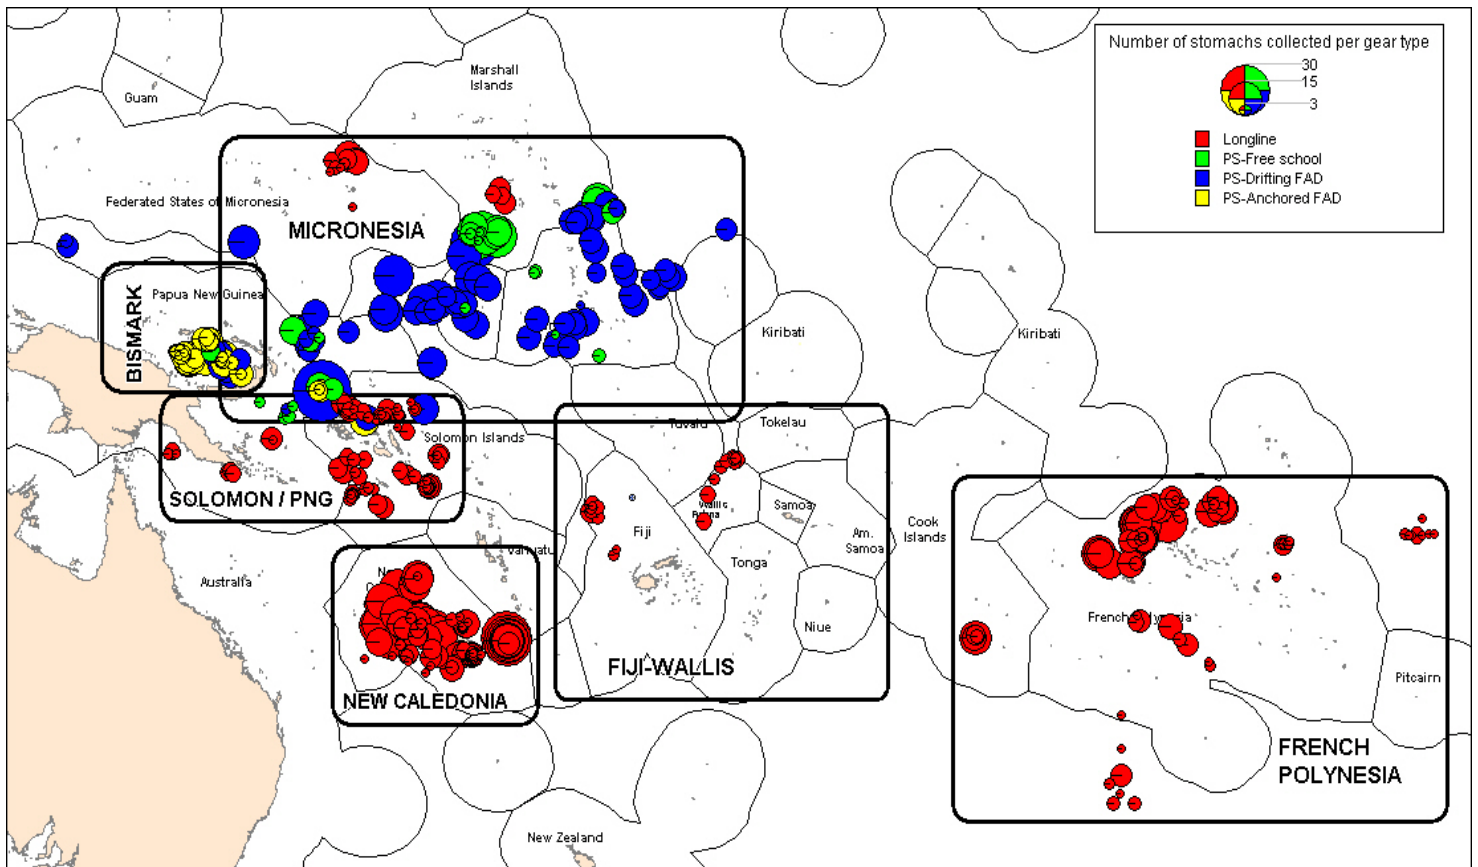 Number of stomachs collected per gear type
30
15
3
Longline
PS-Free school
PS-Drifting FAD
PS-Anchored FAD
Marshall
Islands
Guam
Federated States of Micronesia
MICRONESIA
Papua New Guinea
BISMARK
Kiribati
Kiribati
Tuvalu
Tokelau
Solomon Islands
SOLOMON / PNG
Wallis
Samoa
Fiji
Cook
Islands
Am.
Samoa
Vanuatu
Tonga
Australia
French Polynesia
Niue
FIJI-WALLIS
Pitcairn
NEW CALEDONIA
FRENCH
POLYNESIA
New Zealand